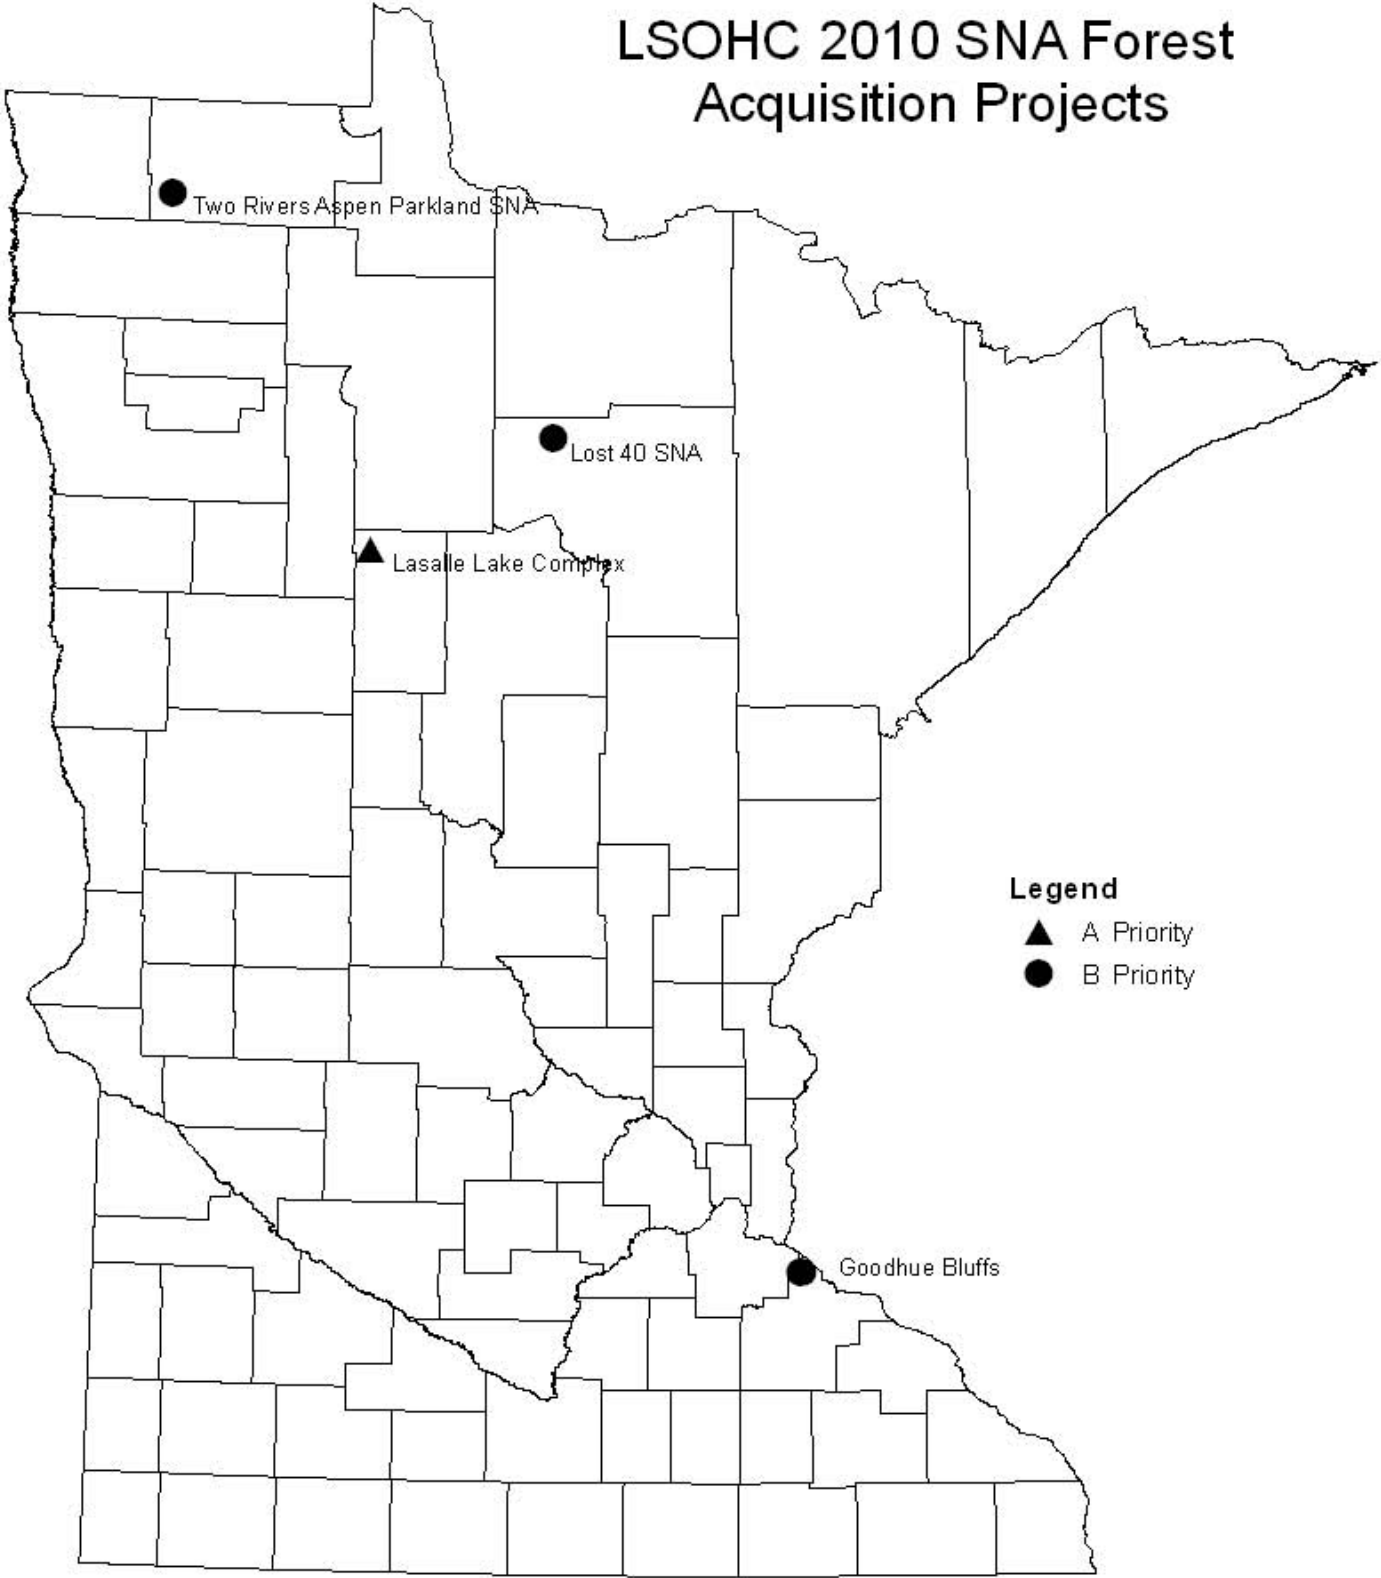 LSOHC 2010 SNA Forest
Acquisition Projects
Two Rivers Aspen Parkland SNA
Lost 40 SNA
Lasalle Lake Complex
Legend
A Priority
B Priority
Goodhue Bluffs